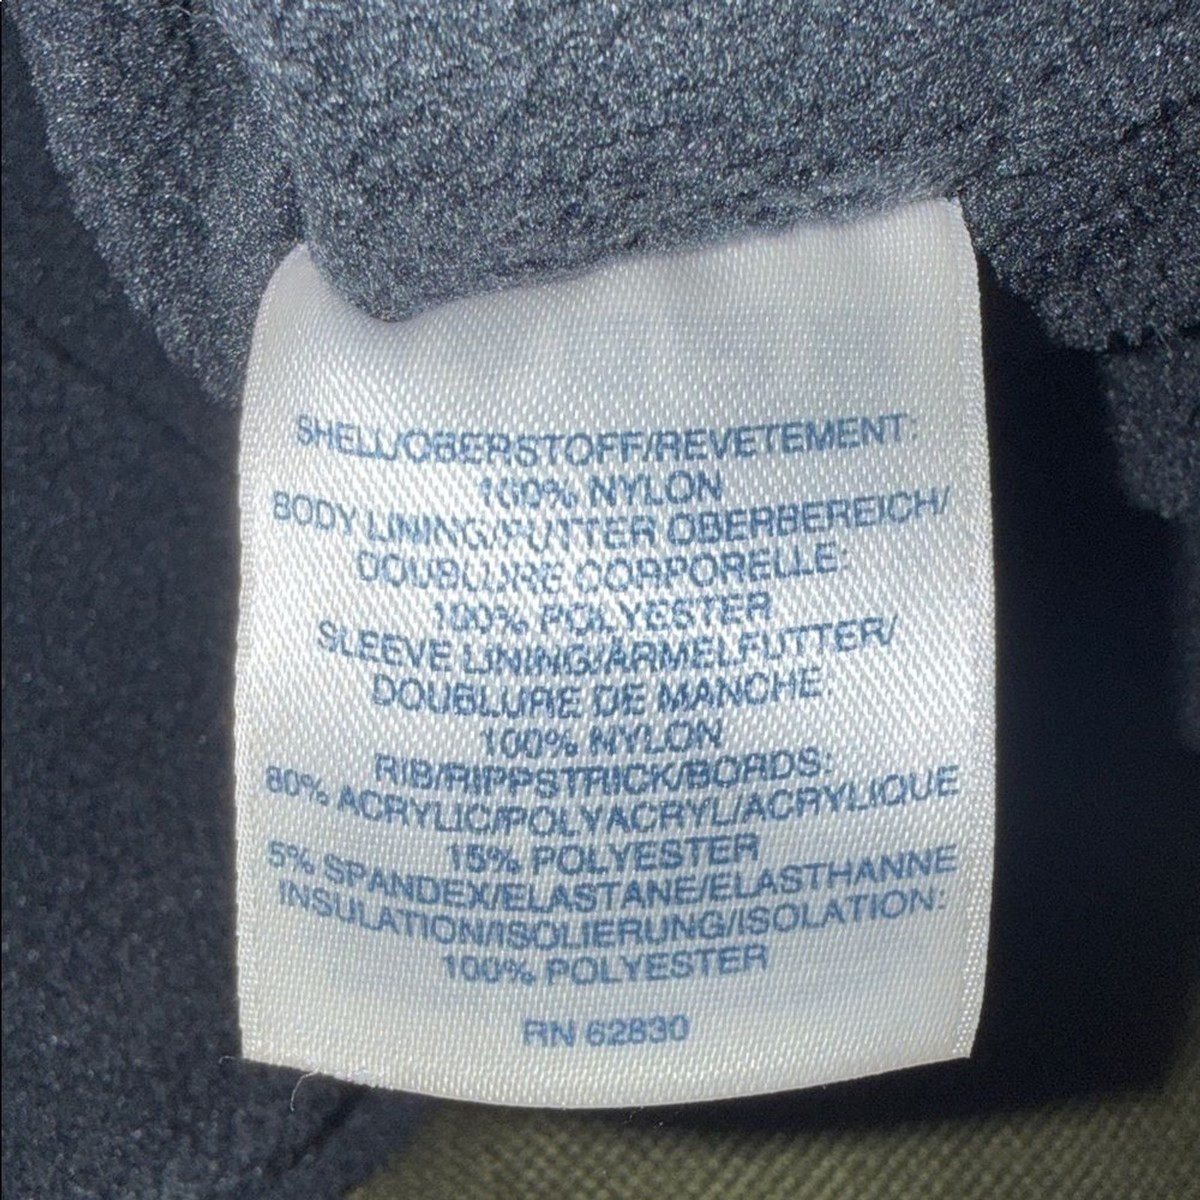 SHELL/OBERSTOFF/REVETEMENT:
100% NYLON
BODY LINING/FUTTER OBERBEREICH/
DOUBLURE CORPORELLE:
100% POLYESTER
SLEEVE LINING/ARMELFUTTER/
DOUBLURE DE MANCHE:
100% NYLON
RIB/RIPPSTRICK/BORDS:
80% ACRYLIC/POLYACRYL/ACRYLIQUE
15% POLYESTER
5% SPANDEX/ELASTANE/ELASTHANNE
INSULATION/ISOLIERUNG/ISOLATION:
100% POLYESTER
RN 62830